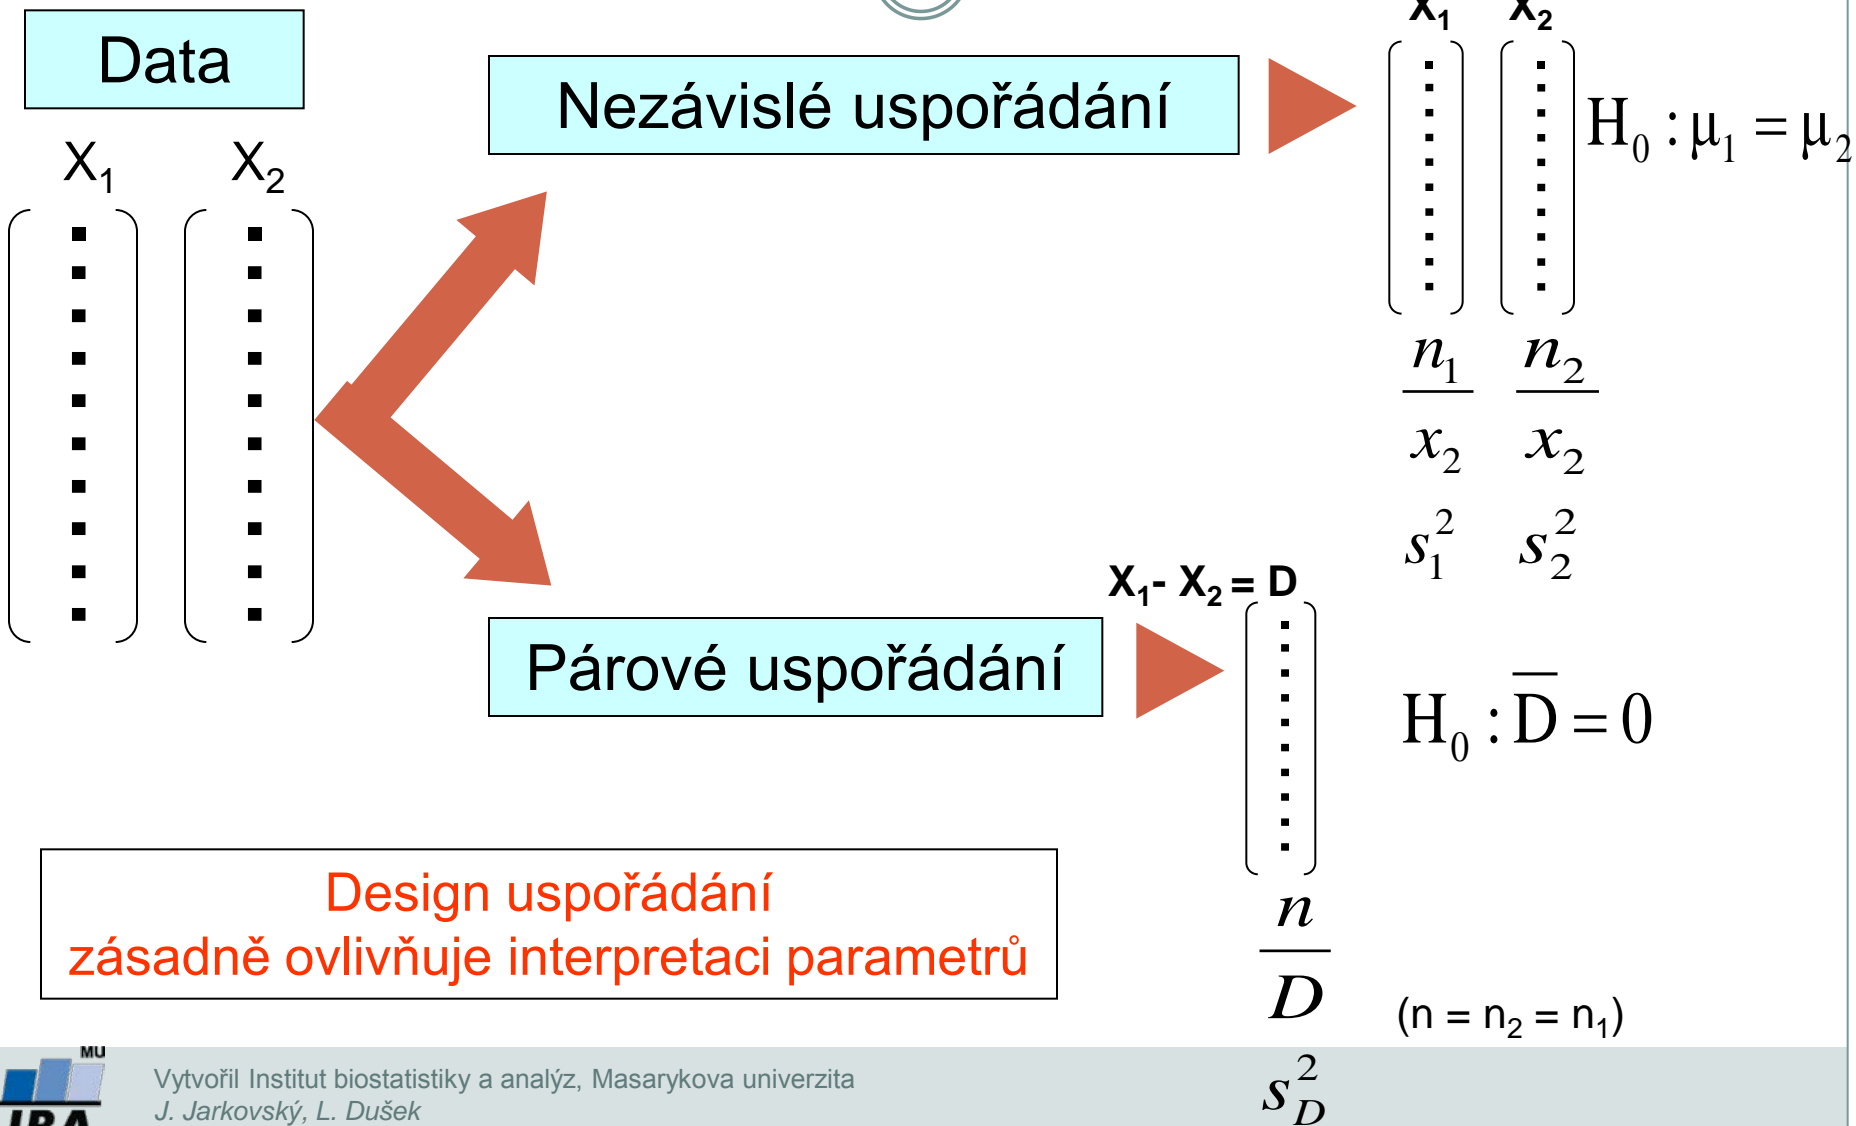 Data
X₁ X₂
Nezávislé uspořádání
X₁ X₂
H₀ : μ₁ = μ₂
n₁ n₂
x₂ x₂
s₁² s₂²
X₁- X₂ = D
Párové uspořádání
H₀ : D̅ = 0
Design uspořádání
zásadně ovlivňuje interpretaci parametrů
n
D
(n = n₂ = n₁)
s_D²
MU
Vytvořil Institut biostatistiky a analýz, Masarykova univerzita
J. Jarkovský, L. Dušek
IBA